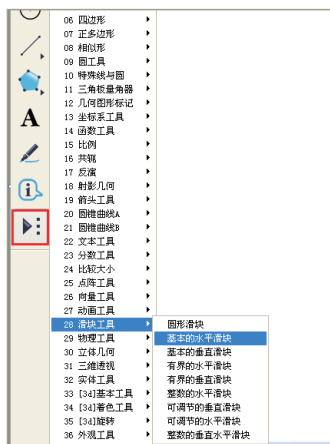 06 四边形
07 正多边形
08 相似形
09 圆工具
10 特殊线与圆
11 三角板量角器
12 几何图形标记
13 坐标系工具
14 函数工具
15 比例
16 共轭
17 反演
18 射影几何
19 箭头工具
20 圆锥曲线A
21 圆锥曲线B
22 文本工具
23 分数工具
24 比较大小
25 点阵工具
26 向量工具
27 动画工具
28 滑块工具
29 物理工具
30 立体几何
31 三维透视
32 实体工具
33 [34]基本工具
34 [34]着色工具
35 [34]旋转
36 外观工具
圆形滑块
基本的水平滑块
基本的垂直滑块
有界的水平滑块
有界的垂直滑块
整数的水平滑块
可调节的垂直滑块
可调节的水平滑块
整数的垂直水平滑块
A
i